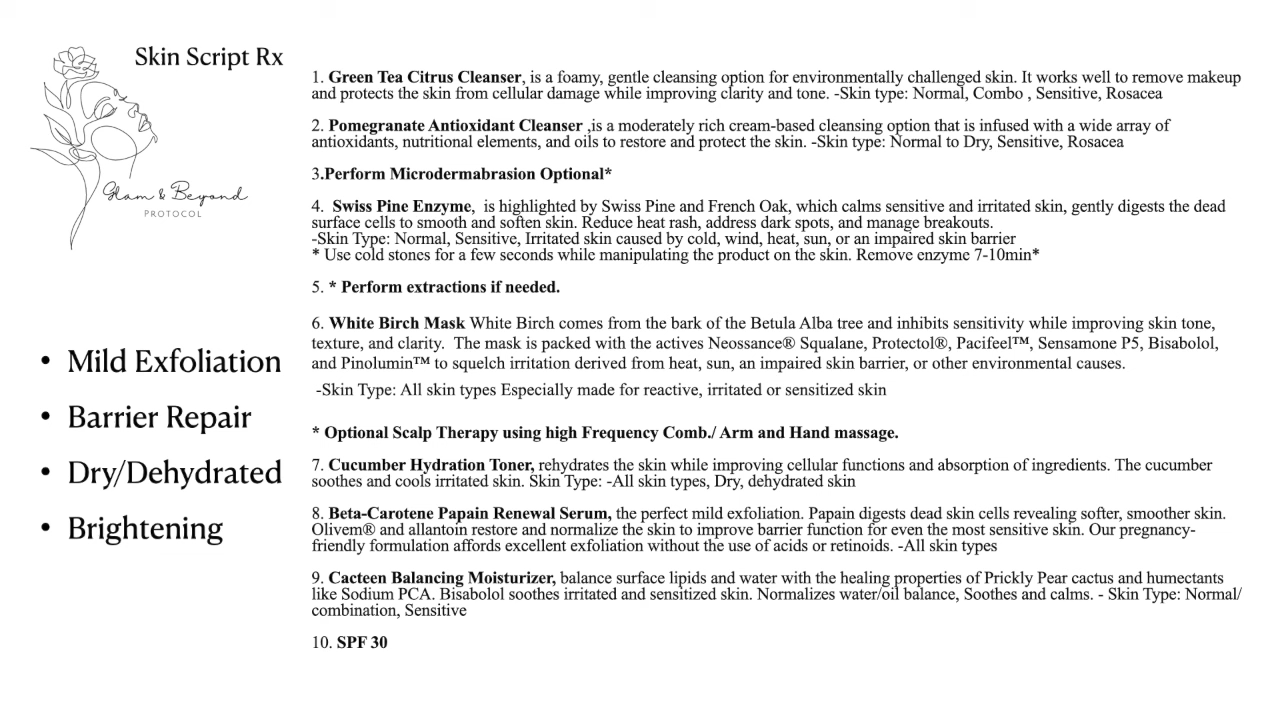 Skin Script Rx
Glam & Beyond
PROTOCOL
• Mild Exfoliation
• Barrier Repair
• Dry/Dehydrated
• Brightening
1. Green Tea Citrus Cleanser, is a foamy, gentle cleansing option for environmentally challenged skin. It works well to remove makeup
and protects the skin from cellular damage while improving clarity and tone. -Skin type: Normal, Combo , Sensitive, Rosacea
2. Pomegranate Antioxidant Cleanser ,is a moderately rich cream-based cleansing option that is infused with a wide array of
antioxidants, nutritional elements, and oils to restore and protect the skin. -Skin type: Normal to Dry, Sensitive, Rosacea
3.Perform Microdermabrasion Optional*
4. Swiss Pine Enzyme, is highlighted by Swiss Pine and French Oak, which calms sensitive and irritated skin, gently digests the dead
surface cells to smooth and soften skin. Reduce heat rash, address dark spots, and manage breakouts.
-Skin Type: Normal, Sensitive, Irritated skin caused by cold, wind, heat, sun, or an impaired skin barrier
* Use cold stones for a few seconds while manipulating the product on the skin. Remove enzyme 7-10min*
5. * Perform extractions if needed.
6. White Birch Mask White Birch comes from the bark of the Betula Alba tree and inhibits sensitivity while improving skin tone,
texture, and clarity. The mask is packed with the actives Neossance® Squalane, Protectol®, Pacifeel™, Sensamone P5, Bisabolol,
and Pinolumin™ to squelch irritation derived from heat, sun, an impaired skin barrier, or other environmental causes.
-Skin Type: All skin types Especially made for reactive, irritated or sensitized skin
* Optional Scalp Therapy using high Frequency Comb./ Arm and Hand massage.
7. Cucumber Hydration Toner, rehydrates the skin while improving cellular functions and absorption of ingredients. The cucumber
soothes and cools irritated skin. Skin Type: -All skin types, Dry, dehydrated skin
8. Beta-Carotene Papain Renewal Serum, the perfect mild exfoliation. Papain digests dead skin cells revealing softer, smoother skin.
Olivem® and allantoin restore and normalize the skin to improve barrier function for even the most sensitive skin. Our pregnancy-
friendly formulation affords excellent exfoliation without the use of acids or retinoids. -All skin types
9. Cacteen Balancing Moisturizer, balance surface lipids and water with the healing properties of Prickly Pear cactus and humectants
like Sodium PCA. Bisabolol soothes irritated and sensitized skin. Normalizes water/oil balance, Soothes and calms. - Skin Type: Normal/
combination, Sensitive
10. SPF 30